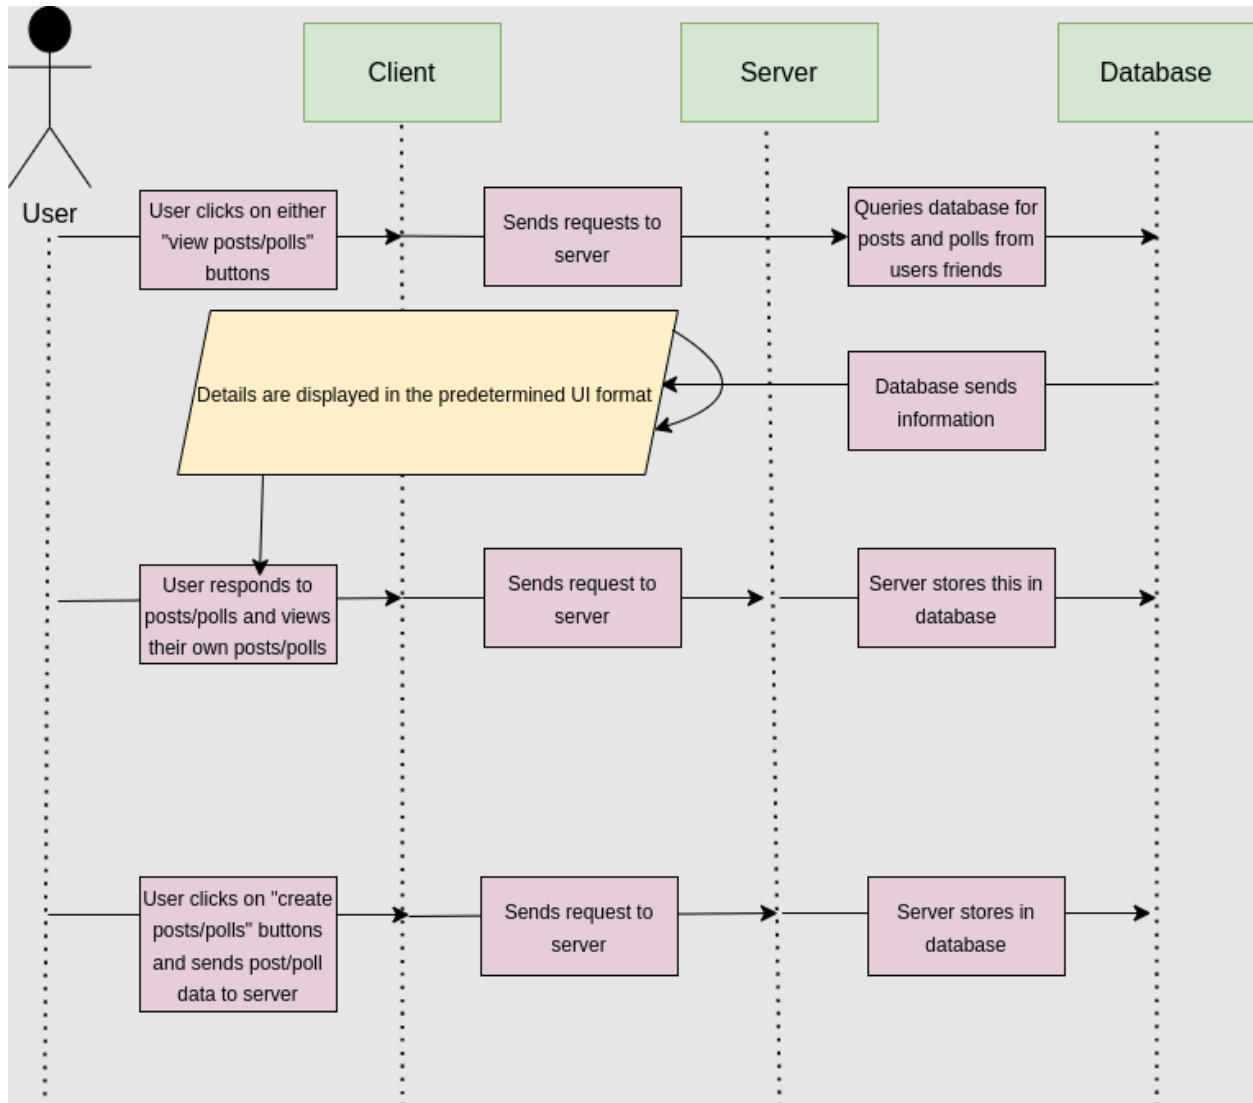 Client
Server
Database
User
User clicks on either
"view posts/polls"
buttons
Sends requests to
server
Queries database for
posts and polls from
users friends
Details are displayed in the predetermined UI format
Database sends
information
User responds to
posts/polls and views
their own posts/polls
Sends request to
server
Server stores this in
database
User clicks on "create
posts/polls" buttons
and sends post/poll
data to server
Sends request to
server
Server stores in
database